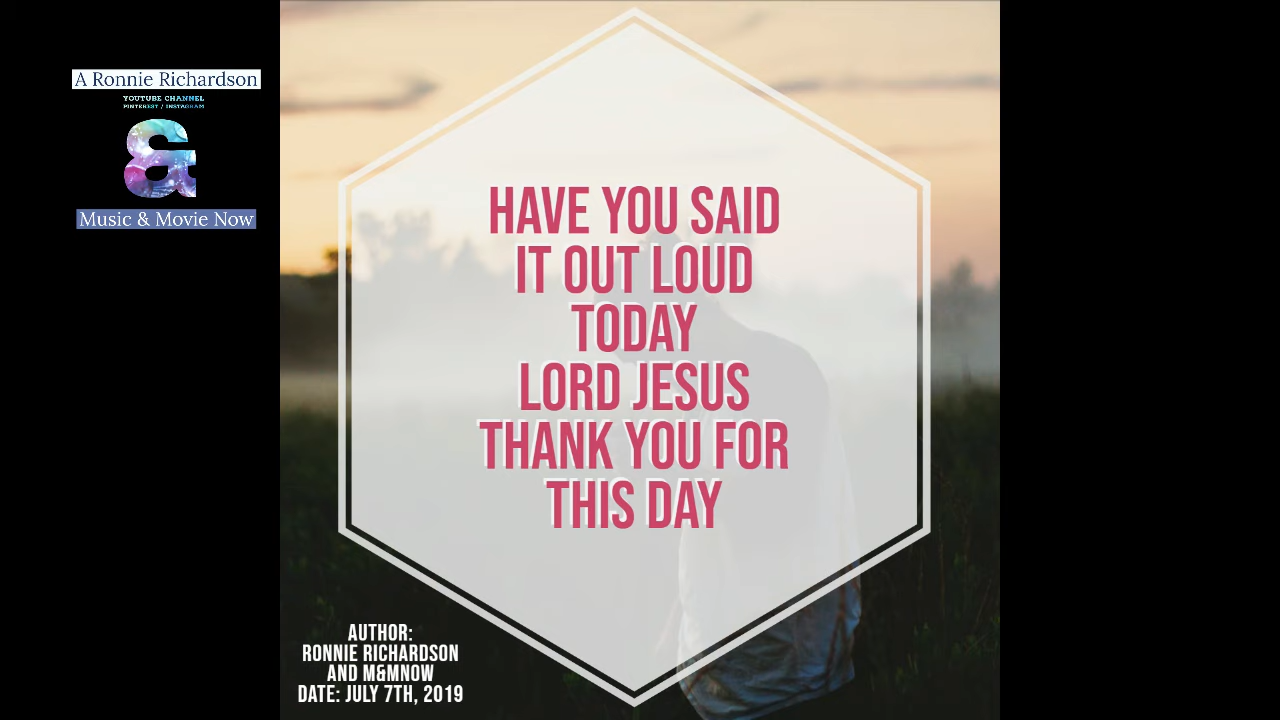 A Ronnie Richardson
YOUTUBE CHANNEL
PINTEREST / INSTAGRAM
&
Music & Movie Now
HAVE YOU SAID
IT OUT LOUD
TODAY
LORD JESUS
THANK YOU FOR
THIS DAY
AUTHOR:
RONNIE RICHARDSON
AND M&MNOW
DATE: JULY 7TH, 2019